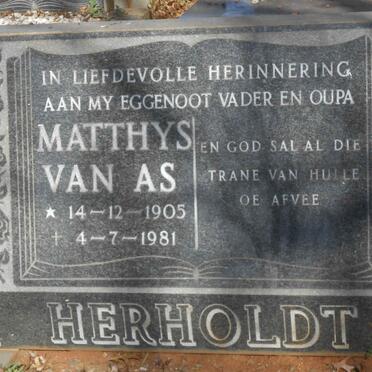 IN LIEFDEVOLLE HERINNERING
AAN MY EGGENOOT VADER EN OUPA
MATTHYS
VAN AS
★ 14-12-1905
+ 4-7-1981
EN GOD SAL AL DIE
TRANE VAN HULLE
OE AFVEE
HERHOLDT